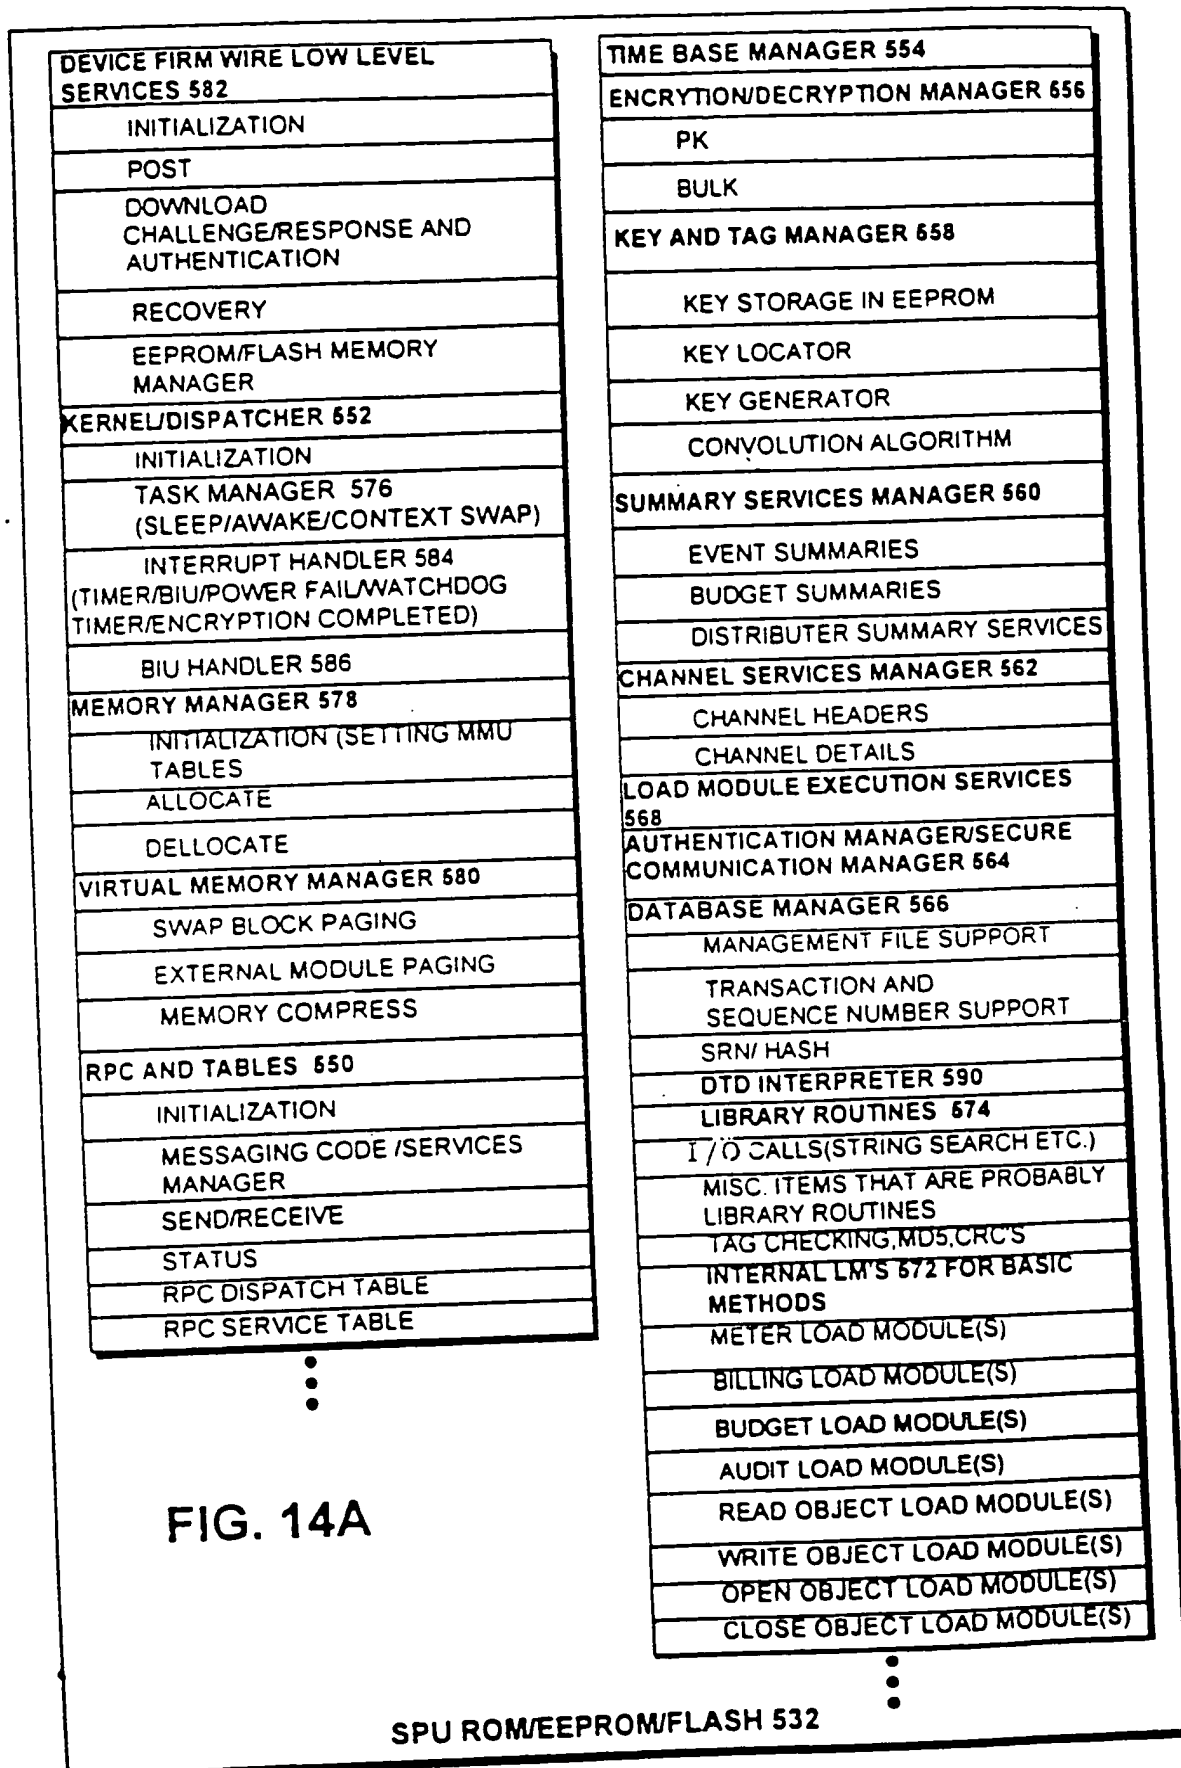 DEVICE FIRM WIRE LOW LEVEL
SERVICES 582
INITIALIZATION
POST
DOWNLOAD
CHALLENGE/RESPONSE AND
AUTHENTICATION
RECOVERY
EEPROM/FLASH MEMORY
MANAGER
KERNEL/DISPATCHER 552
INITIALIZATION
TASK MANAGER 576
(SLEEP/AWAKE/CONTEXT SWAP)
INTERRUPT HANDLER 584
(TIMER/BIU/POWER FAIL/WATCHDOG
TIMER/ENCRYPTION COMPLETED)
BIU HANDLER 586
MEMORY MANAGER 578
INITIALIZATION (SETTING MMU
TABLES
ALLOCATE
DELLOCATE
VIRTUAL MEMORY MANAGER 580
SWAP BLOCK PAGING
EXTERNAL MODULE PAGING
MEMORY COMPRESS
RPC AND TABLES 550
INITIALIZATION
MESSAGING CODE /SERVICES
MANAGER
SEND/RECEIVE
STATUS
RPC DISPATCH TABLE
RPC SERVICE TABLE
TIME BASE MANAGER 554
ENCRYTION/DECRYPTION MANAGER 556
PK
BULK
KEY AND TAG MANAGER 558
KEY STORAGE IN EEPROM
KEY LOCATOR
KEY GENERATOR
CONVOLUTION ALGORITHM
SUMMARY SERVICES MANAGER 560
EVENT SUMMARIES
BUDGET SUMMARIES
DISTRIBUTER SUMMARY SERVICES
CHANNEL SERVICES MANAGER 562
CHANNEL HEADERS
CHANNEL DETAILS
LOAD MODULE EXECUTION SERVICES
568
AUTHENTICATION MANAGER/SECURE
COMMUNICATION MANAGER 564
DATABASE MANAGER 566
MANAGEMENT FILE SUPPORT
TRANSACTION AND
SEQUENCE NUMBER SUPPORT
SRN/ HASH
DTD INTERPRETER 590
LIBRARY ROUTINES 574
I/O CALLS(STRING SEARCH ETC.)
MISC. ITEMS THAT ARE PROBABLY
LIBRARY ROUTINES
TAG CHECKING,MD5,CRC'S
INTERNAL LM'S 572 FOR BASIC
METHODS
METER LOAD MODULE(S)
BILLING LOAD MODULE(S)
BUDGET LOAD MODULE(S)
AUDIT LOAD MODULE(S)
READ OBJECT LOAD MODULE(S)
WRITE OBJECT LOAD MODULE(S)
OPEN OBJECT LOAD MODULE(S)
CLOSE OBJECT LOAD MODULE(S)
FIG. 14A
SPU ROM/EEPROM/FLASH 532